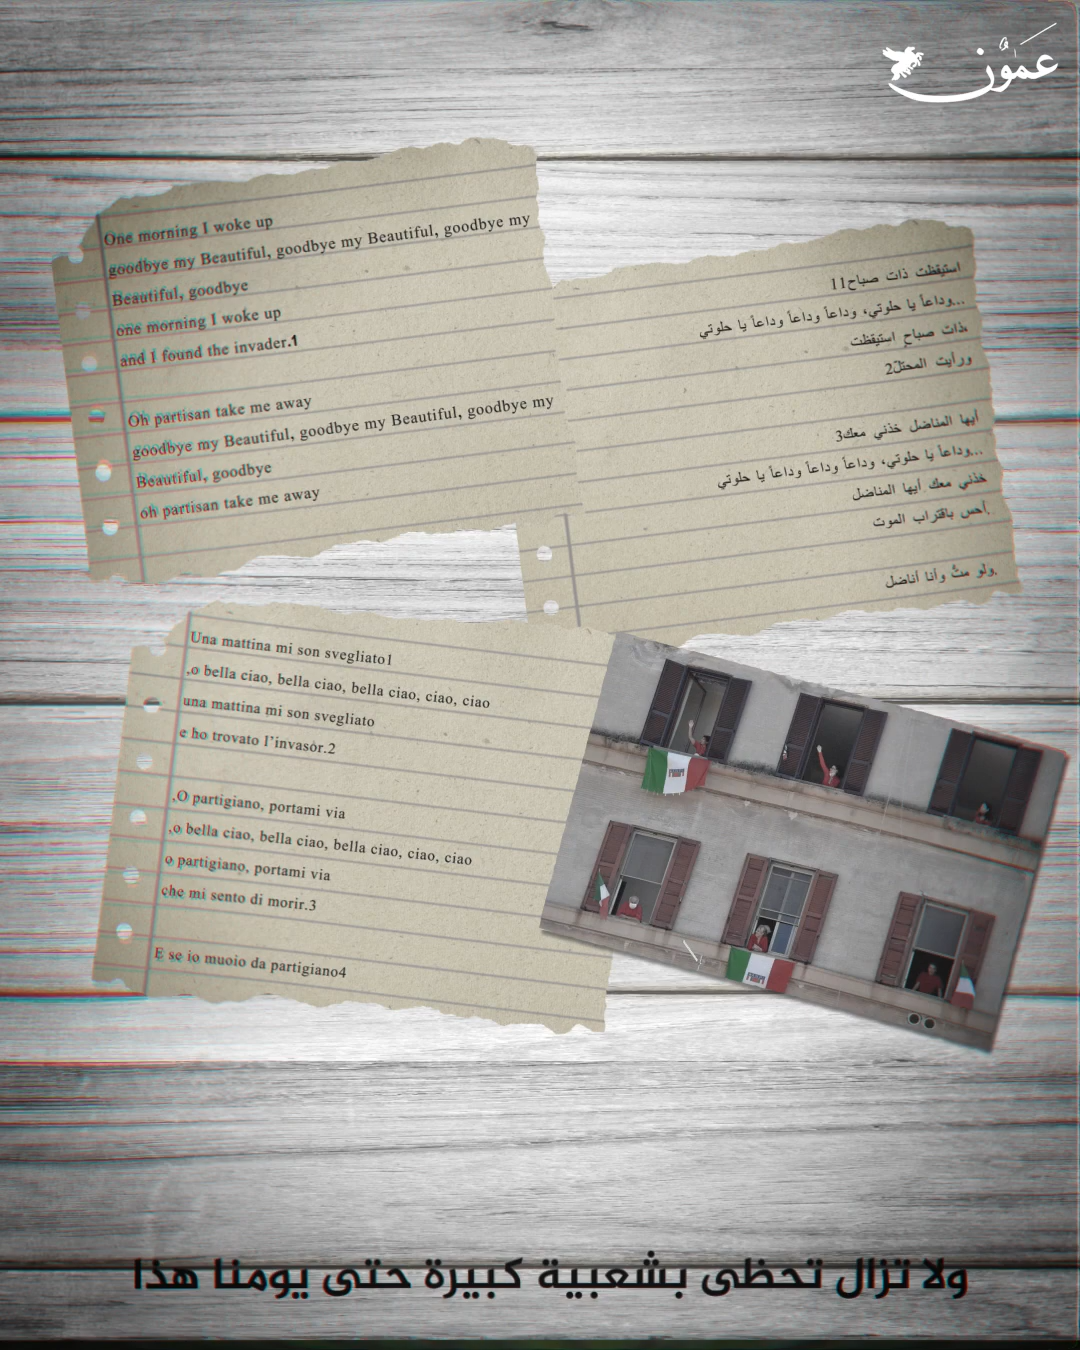 عمون
One morning I woke up
goodbye my Beautiful, goodbye my Beautiful, goodbye my
Beautiful, goodbye
one morning I woke up
and I found the invader.1
Oh partisan take me away
goodbye my Beautiful, goodbye my Beautiful, goodbye my
Beautiful, goodbye
oh partisan take me away
استيقظت ذات صباح11
...وداعاً يا حلوتي، وداعاً وداعاً وداعاً يا حلوتي
،ذات صباحٍ استيقظت
ورأيت المحتلّ2
أيها المناضل خذني معك3
...وداعاً يا حلوتي، وداعاً وداعاً وداعاً يا حلوتي
خذني معك أيها المناضل
.أحس باقتراب الموت
.ولو متُّ وأنا أناضل
Una mattina mi son svegliato1
,o bella ciao, bella ciao, bella ciao, ciao, ciao
una mattina mi son svegliato
e ho trovato l'invasòr.2
,O partigiano, portami via
,o bella ciao, bella ciao, bella ciao, ciao, ciao
o partigiano, portami via
che mi sento di morir.3
E se io muoio da partigiano4
ولا تزال تحظى بشعبية كبيرة حتى يومنا هذا